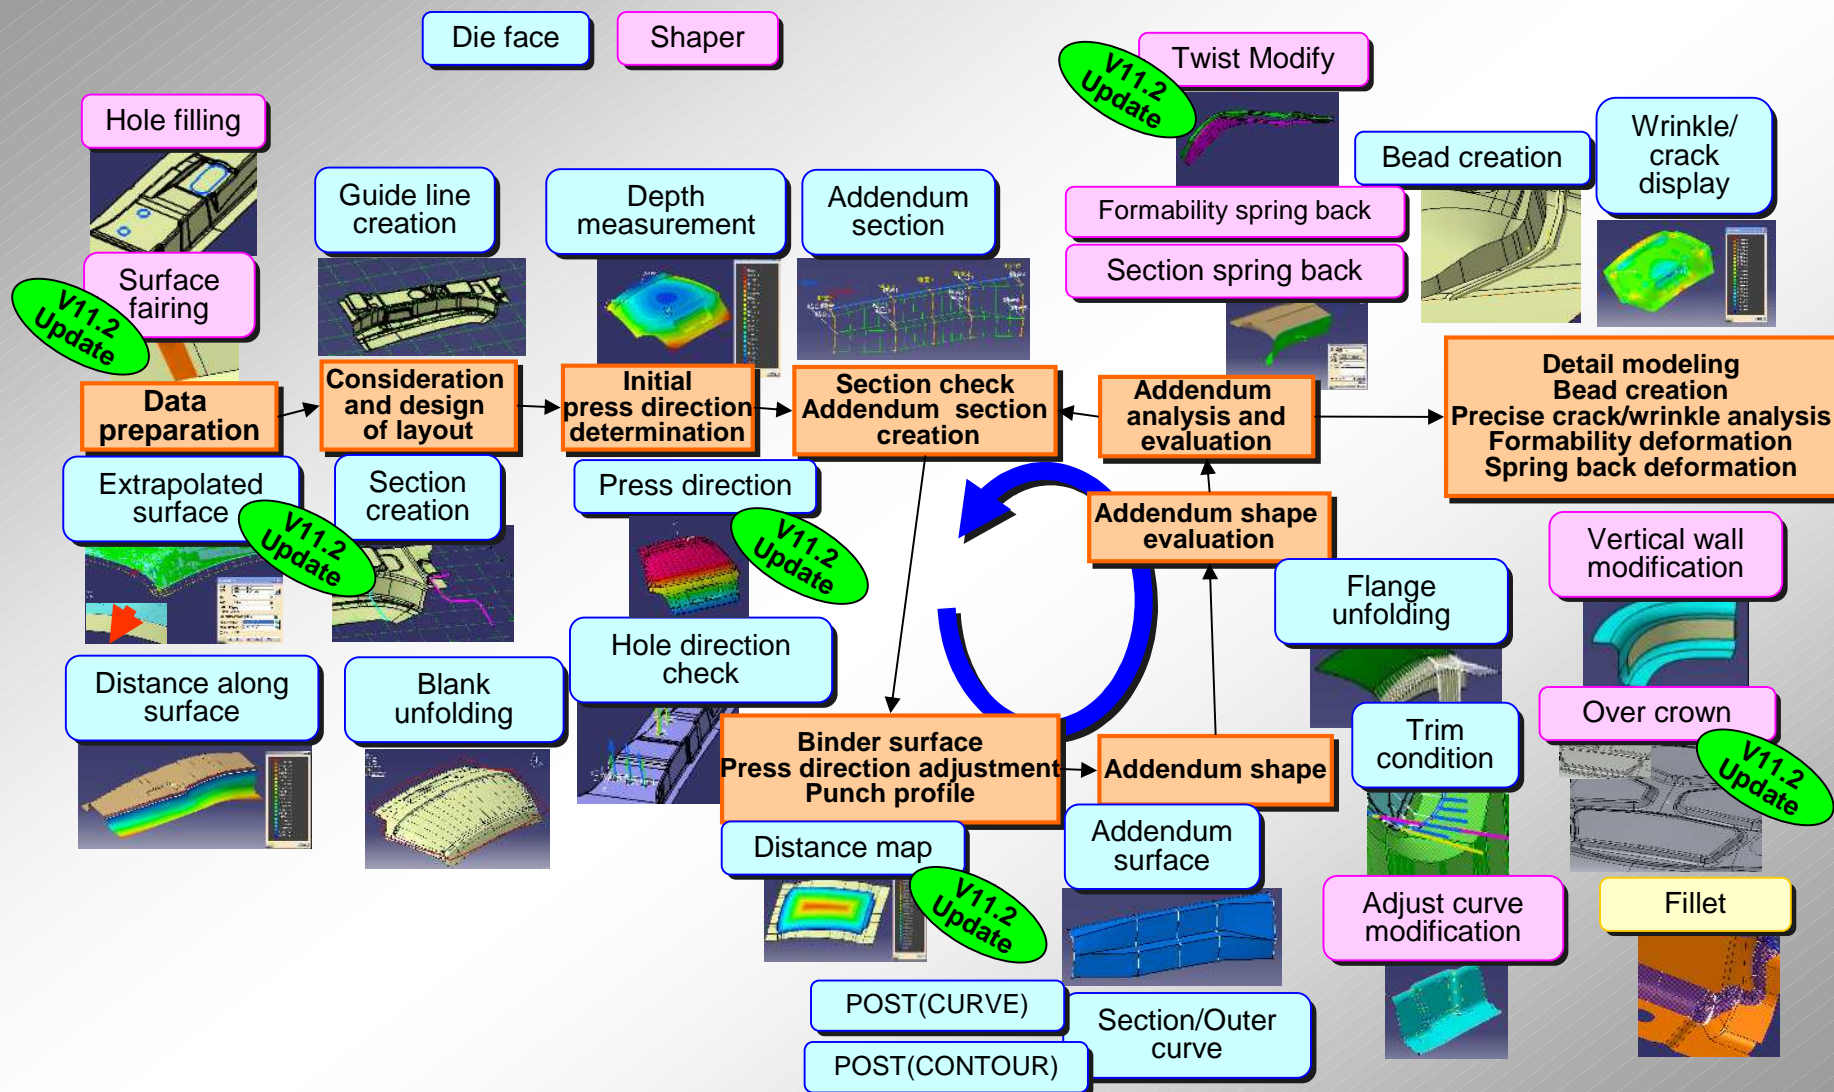 Die face
Shaper
Twist Modify
V11.2
Update
Hole filling
Wrinkle/
crack
display
Bead creation
Guide line
creation
Depth
measurement
Addendum
section
Formability spring back
Section spring back
Surface
fairing
V11.2
Update
Data
preparation
Consideration
and design
of layout
Initial
press direction
determination
Section check
Addendum section
creation
Addendum
analysis and
evaluation
Detail modeling
Bead creation
Precise crack/wrinkle analysis
Formability deformation
Spring back deformation
Extrapolated
surface
V11.2
Update
Section
creation
Press direction
V11.2
Update
Addendum shape
evaluation
Vertical wall
modification
Flange
unfolding
Hole direction
check
Distance along
surface
Blank
unfolding
Over crown
V11.2
Update
Trim
condition
Binder surface
Press direction adjustment
Punch profile
Addendum shape
Distance map
V11.2
Update
Addendum
surface
Adjust curve
modification
Fillet
POST(CURVE)
POST(CONTOUR)
Section/Outer
curve